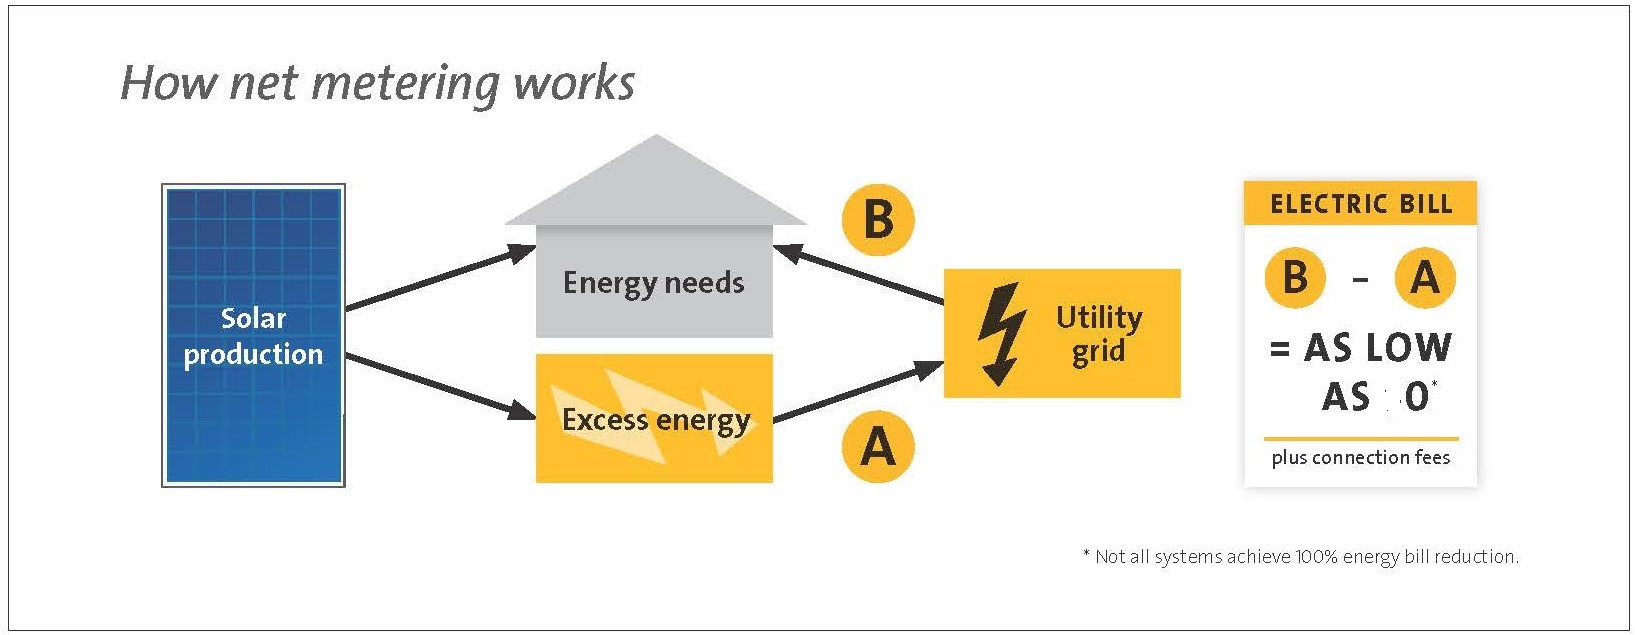 How net metering works
Solar
production
Energy needs
Excess energy
B
A
Utility
grid
ELECTRIC BILL
B - A
= AS LOW
AS 0*
plus connection fees
* Not all systems achieve 100% energy bill reduction.